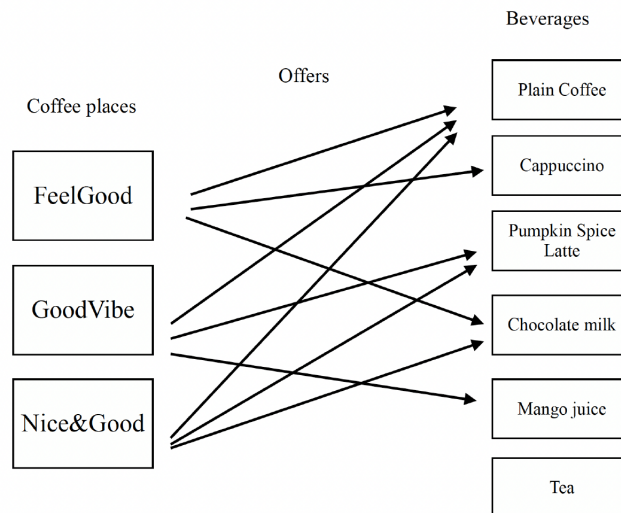 Beverages
Offers
Coffee places
Plain Coffee
Cappuccino
FeelGood
Pumpkin Spice
Latte
GoodVibe
Chocolate milk
Nice&Good
Mango juice
Tea